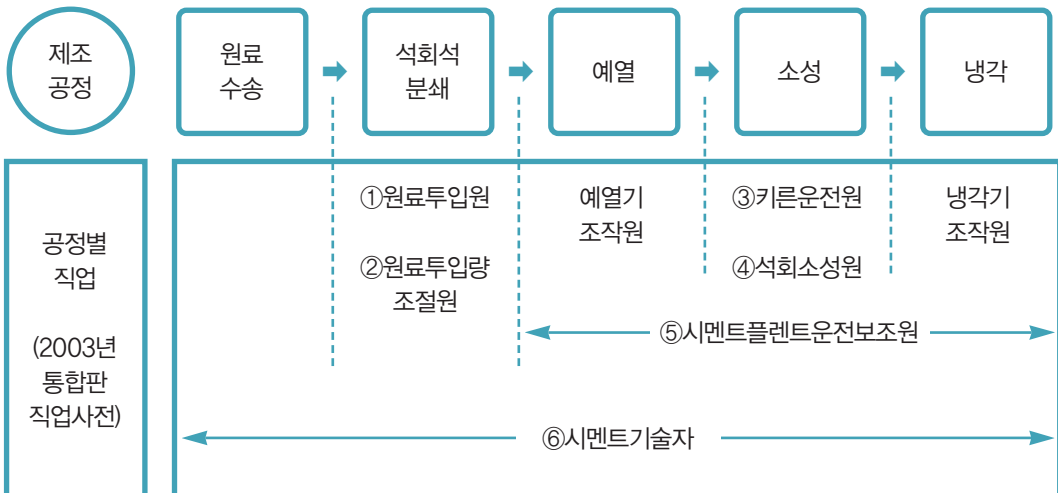 제조
공정
원료
수송
석회석
분쇄
예열
소성
냉각
공정별
직업
(2003년
통합판
직업사전)
①원료투입원
②원료투입량
조절원
예열기
조작원
③키른운전원
④석회소성원
냉각기
조작원
⑤시멘트플렌트운전보조원
⑥시멘트기술자